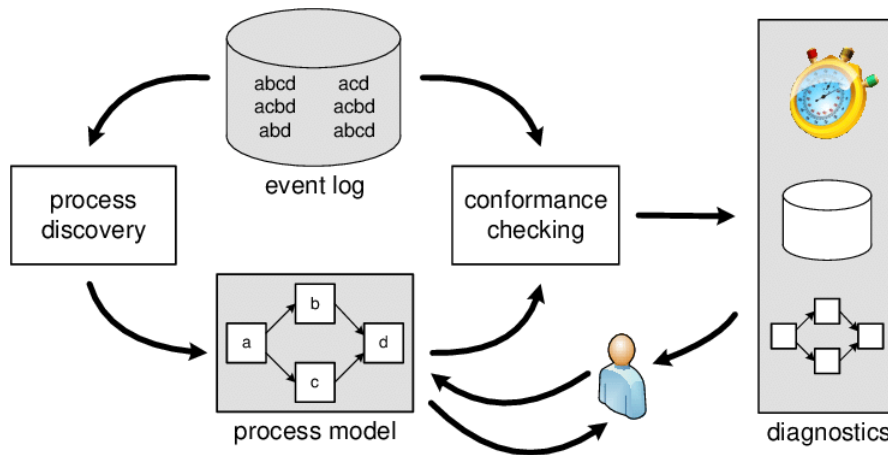 abcd acd
acbd acbd
abd abcd
event log
process
discovery
conformance
checking
b
a d
c
process model
diagnostics